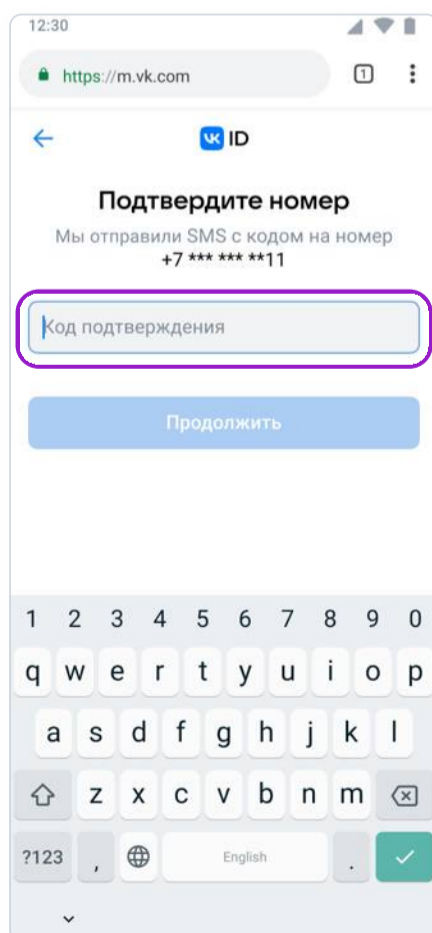 12:30
https://m.vk.com
1
VK ID
Подтвердите номер
Мы отправили SMS с кодом на номер
+7 *** *** **11
Код подтверждения
Продолжить
1 2 3 4 5 6 7 8 9 0
q w e r t y u i o p
a s d f g h j k l
z x c v b n m
?123 , English .